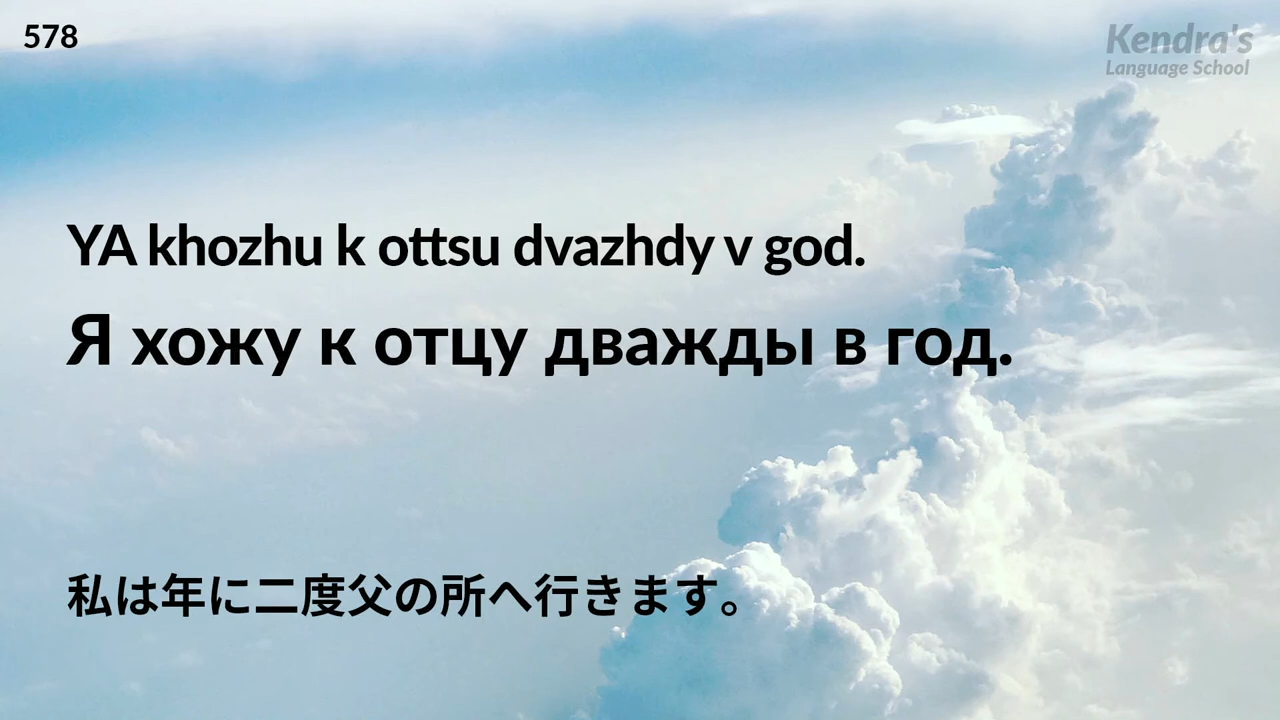 578
Kendra's
Language School
YA khozhu k ottsu dvazhdy v god.
Я хожу к отцу дважды в год.
私は年に二度父の所へ行きます。